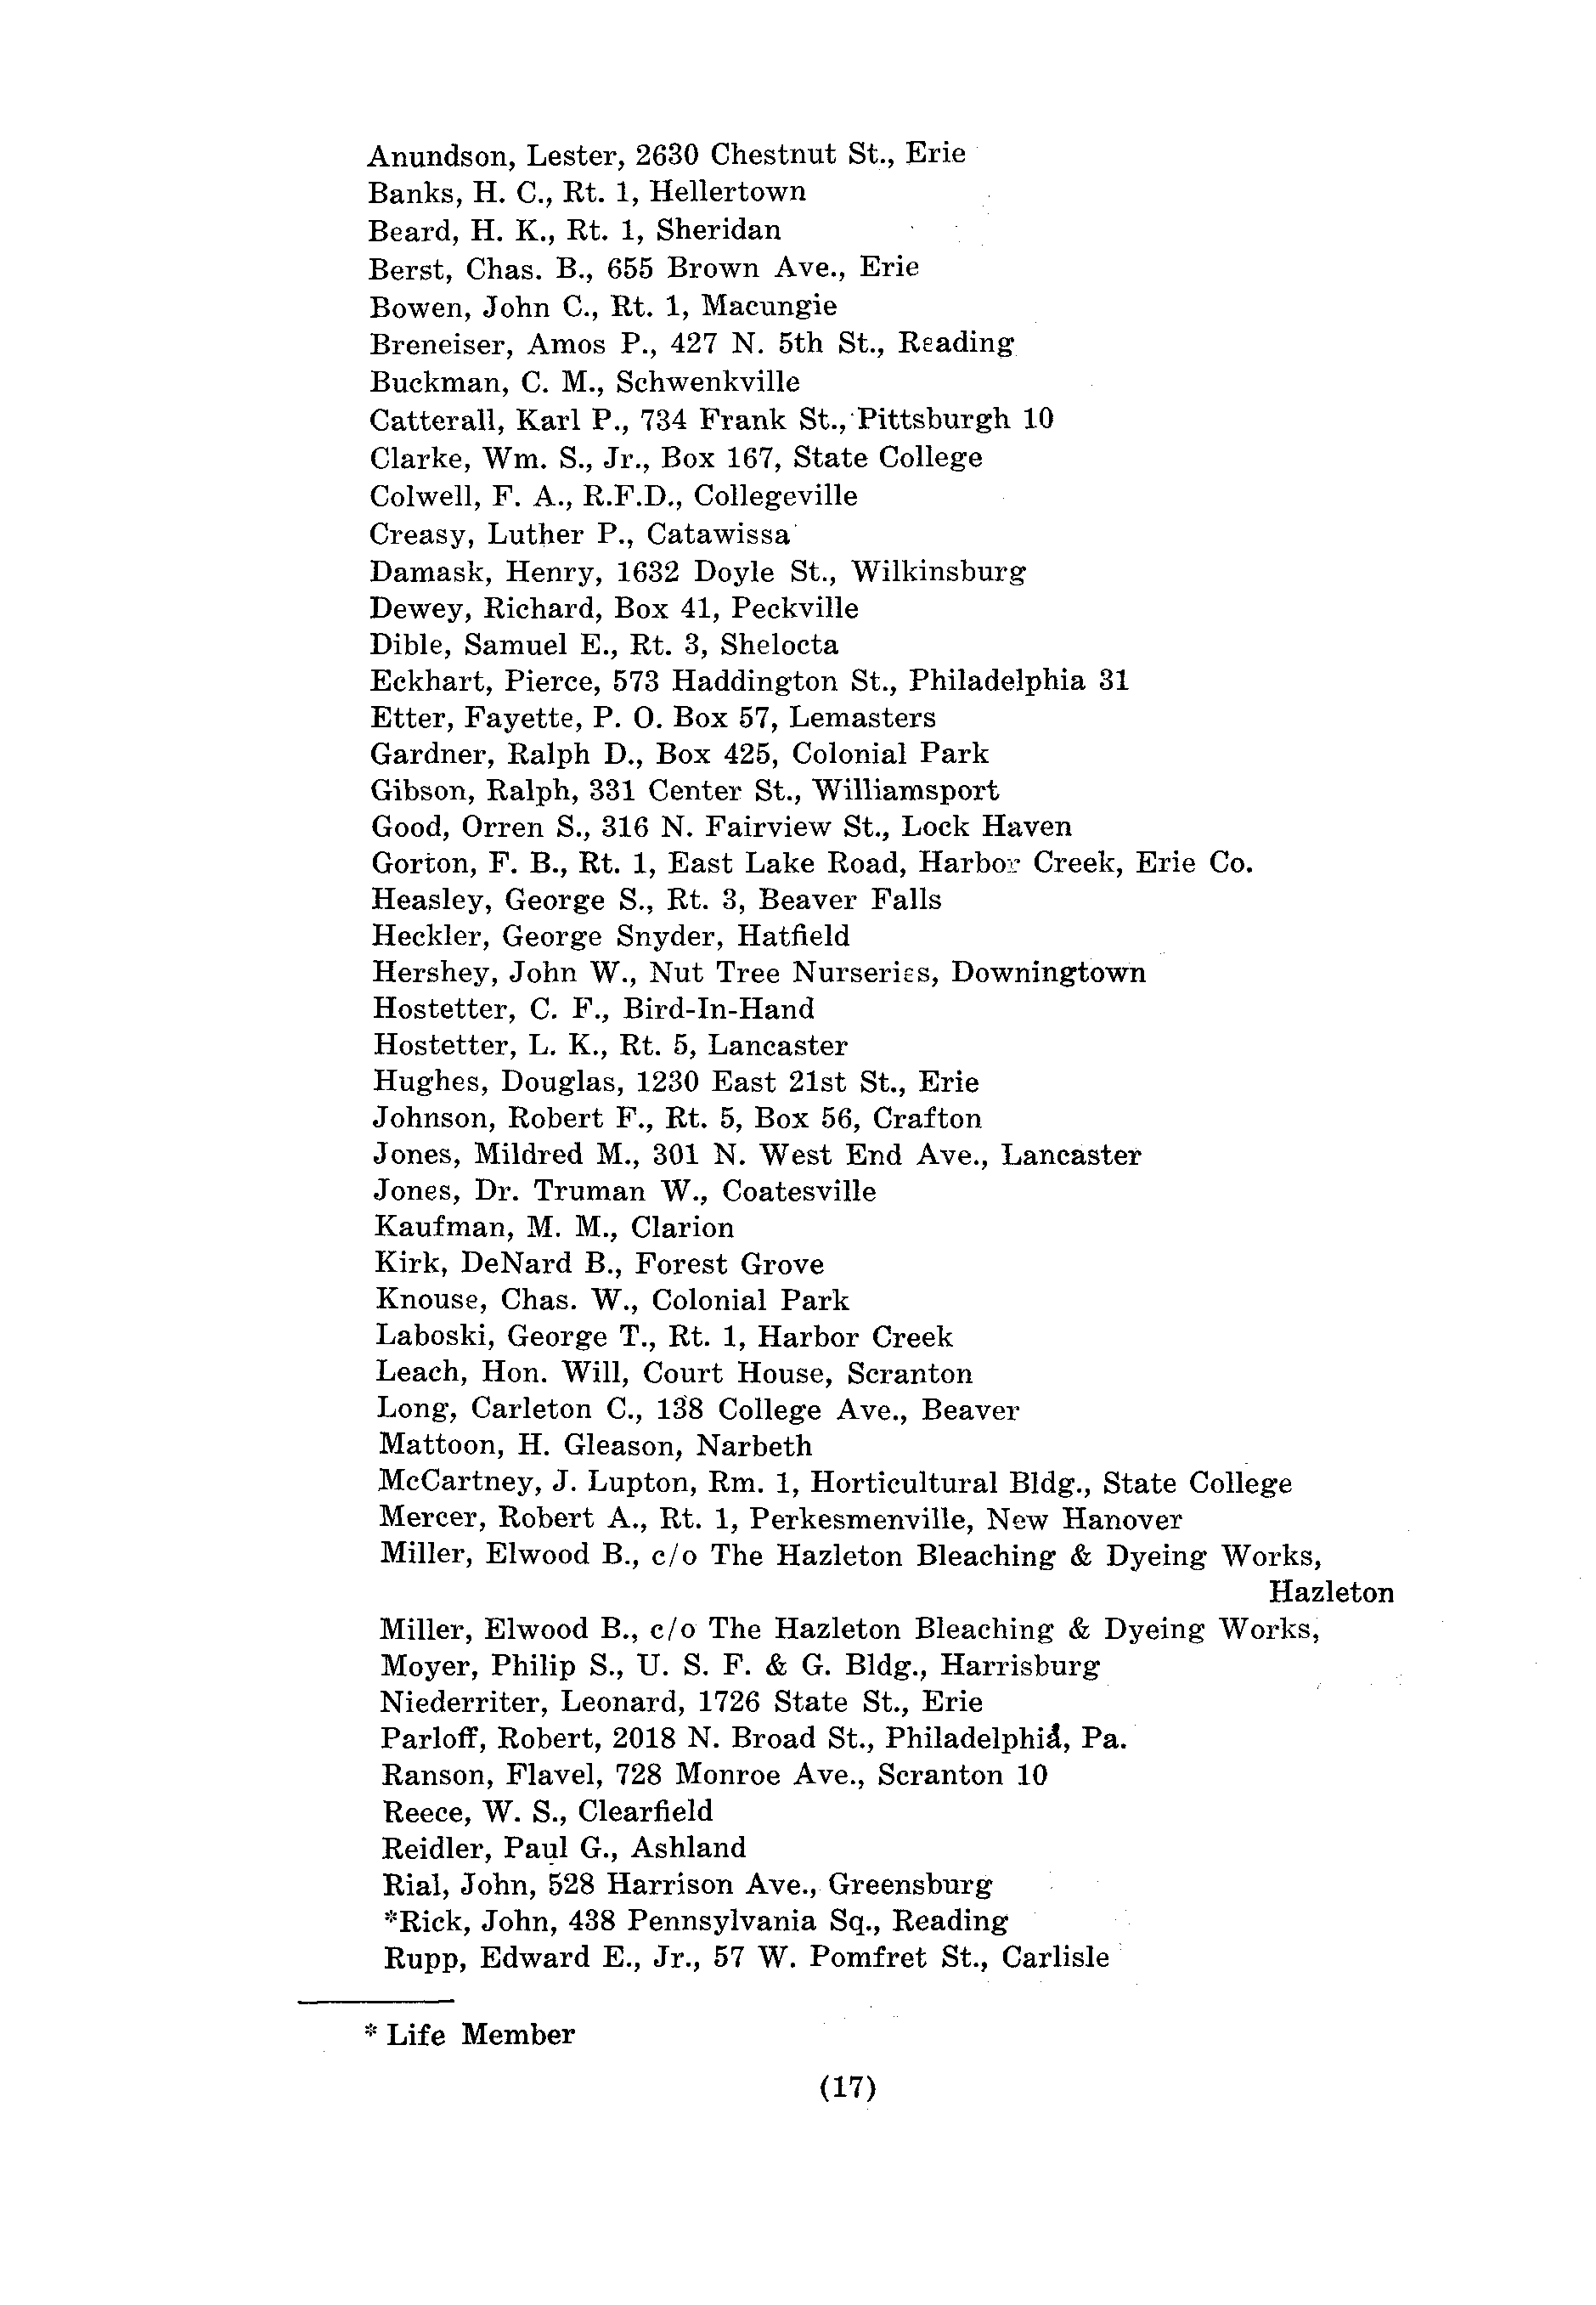 Anundson, Lester, 2630 Chestnut St., Erie
Banks, H. C., Rt. 1, Hellertown
Beard, H. K., Rt. 1, Sheridan
Berst, Chas. B., 655 Brown Ave., Erie
Bowen, John C., Rt. 1, Macungie
Breneiser, Amos P., 427 N. 5th St., Reading
Buckman, C. M., Schwenkville
Catterall, Karl P., 734 Frank St., Pittsburgh 10
Clarke, Wm. S., Jr., Box 167, State College
Colwell, F. A., R.F.D., Collegeville
Creasy, Luther P., Catawissa
Damask, Henry, 1632 Doyle St., Wilkinsburg
Dewey, Richard, Box 41, Peckville
Dible, Samuel E., Rt. 3, Shelocta
Eckhart, Pierce, 573 Haddington St., Philadelphia 31
Etter, Fayette, P. O. Box 57, Lemasters
Gardner, Ralph D., Box 425, Colonial Park
Gibson, Ralph, 331 Center St., Williamsport
Good, Orren S., 316 N. Fairview St., Lock Haven
Gorton, F. B., Rt. 1, East Lake Road, Harbor Creek, Erie Co.
Heasley, George S., Rt. 3, Beaver Falls
Heckler, George Snyder, Hatfield
Hershey, John W., Nut Tree Nurseries, Downingtown
Hostetter, C. F., Bird-In-Hand
Hostetter, L. K., Rt. 5, Lancaster
Hughes, Douglas, 1230 East 21st St., Erie
Johnson, Robert F., Rt. 5, Box 56, Crafton
Jones, Mildred M., 301 N. West End Ave., Lancaster
Jones, Dr. Truman W., Coatesville
Kaufman, M. M., Clarion
Kirk, DeNard B., Forest Grove
Knouse, Chas. W., Colonial Park
Laboski, George T., Rt. 1, Harbor Creek
Leach, Hon. Will, Court House, Scranton
Long, Carleton C., 138 College Ave., Beaver
Mattoon, H. Gleason, Narbeth
McCartney, J. Lupton, Rm. 1, Horticultural Bldg., State College
Mercer, Robert A., Rt. 1, Perkesmenville, New Hanover
Miller, Elwood B., c/o The Hazleton Bleaching & Dyeing Works,
Hazleton
Miller, Elwood B., c/o The Hazleton Bleaching & Dyeing Works,
Moyer, Philip S., U. S. F. & G. Bldg., Harrisburg
Niederriter, Leonard, 1726 State St., Erie
Parloff, Robert, 2018 N. Broad St., Philadelphia, Pa.
Ranson, Flavel, 728 Monroe Ave., Scranton 10
Reece, W. S., Clearfield
Reidler, Paul G., Ashland
Rial, John, 528 Harrison Ave., Greensburg
*Rick, John, 438 Pennsylvania Sq., Reading
Rupp, Edward E., Jr., 57 W. Pomfret St., Carlisle
* Life Member
(17)